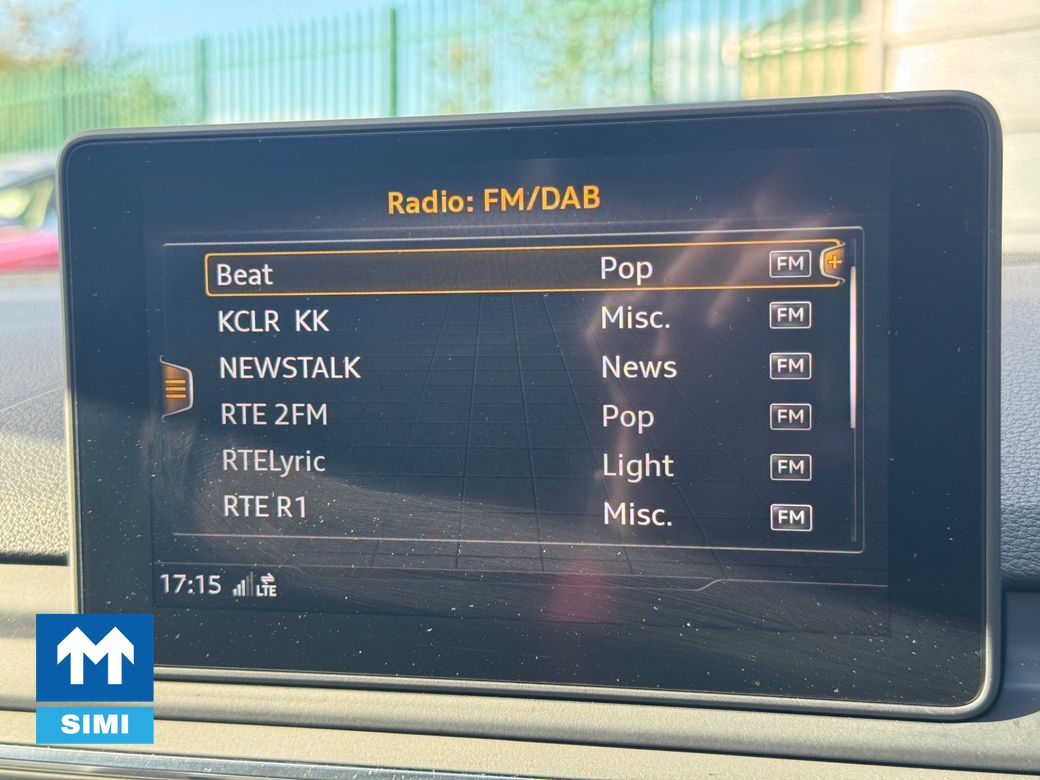 Radio: FM/DAB
Beat Pop FM
KCLR KK Misc. FM
NEWSTALK News FM
RTE 2FM Pop FM
RTELyric Light FM
RTE R1 Misc. FM
17:15 LTE
SIMI